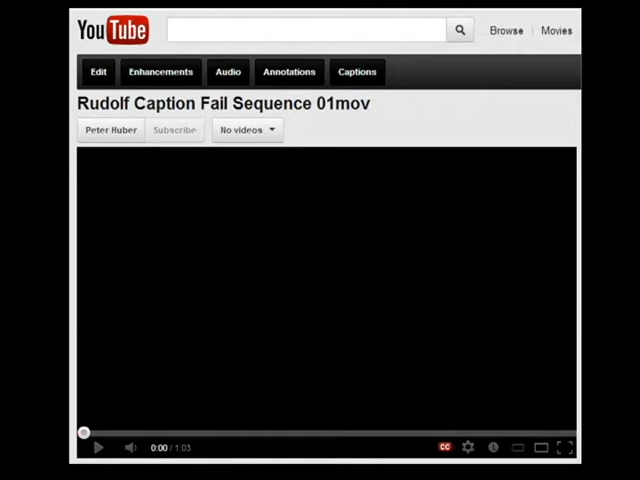 YouTube
Browse | Movies
Edit Enhancements Audio Annotations Captions
Rudolf Caption Fail Sequence 01mov
Peter Huber Subscribe No videos
CC
0:00 / 1:03